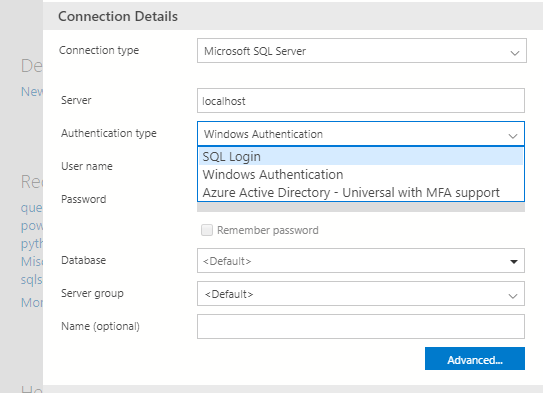 Connection Details
Connection type
Microsoft SQL Server
De
New
Server
localhost
Authentication type
Windows Authentication
SQL Login
Windows Authentication
Azure Active Directory - Universal with MFA support
User name
Password
Re
que
pow
pyth
Misc
sqls
Mor
Remember password
Database
<Default>
Server group
<Default>
Name (optional)
Advanced...
He